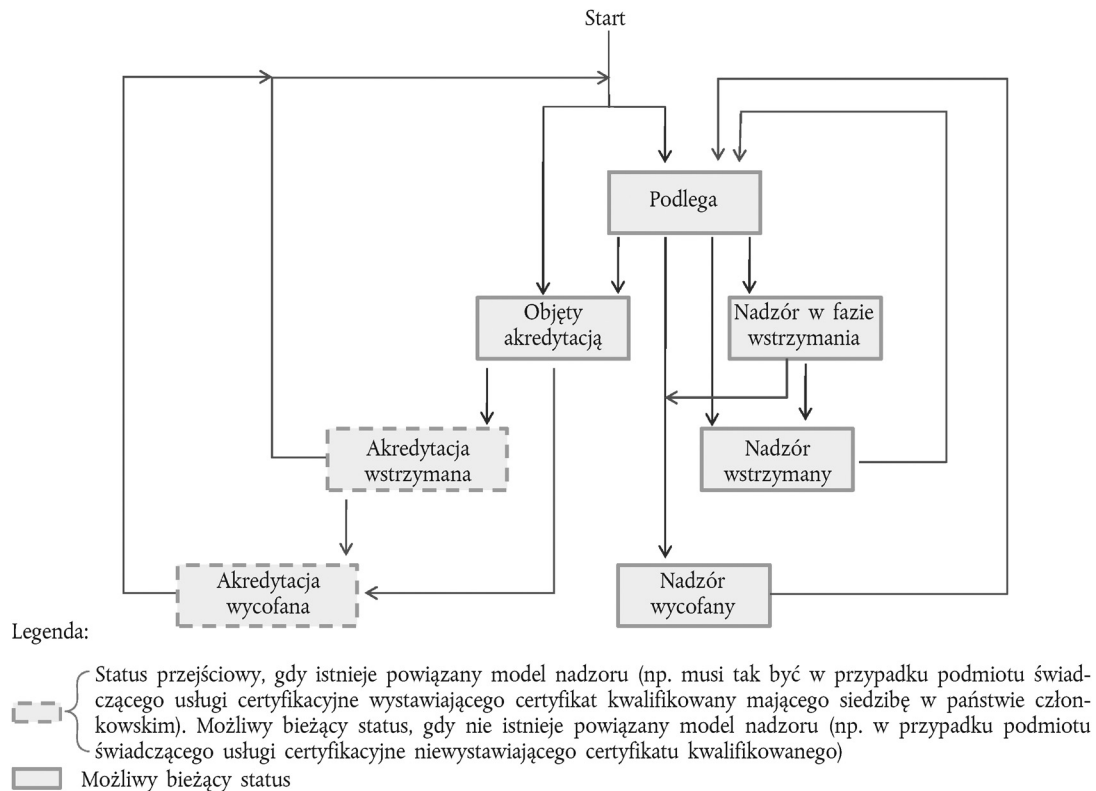 Start
Podlega
Objęty
akredytacją
Nadzór w fazie
wstrzymania
Akredytacja
wstrzymana
Nadzór
wstrzymany
Akredytacja
wycofana
Nadzór
wycofany
Legenda:
Status przejściowy, gdy istnieje powiązany model nadzoru (np. musi tak być w przypadku podmiotu świad-
czącego usługi certyfikacyjne wystawiającego certyfikat kwalifikowany mającego siedzibę w państwie człon-
kowskim). Możliwy bieżący status, gdy nie istnieje powiązany model nadzoru (np. w przypadku podmiotu
świadczącego usługi certyfikacyjne niewystawiającego certyfikatu kwalifikowanego)
Możliwy bieżący status